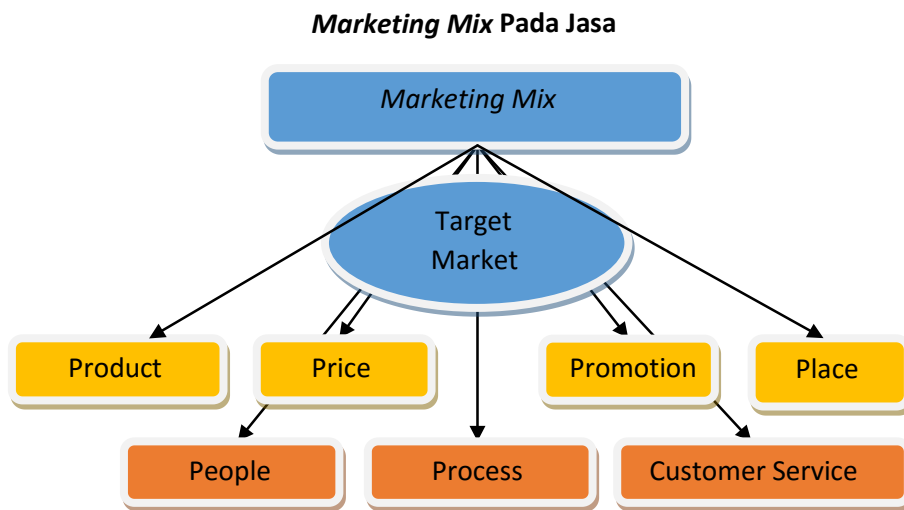 Marketing Mix Pada Jasa
Marketing Mix
Target
Market
Product
Price
Promotion
Place
People
Process
Customer Service